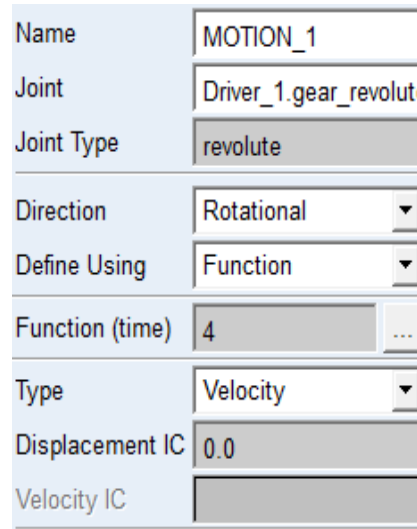 Name MOTION_1
Joint Driver_1.gear_revolut
Joint Type revolute
Direction Rotational
Define Using Function
Function (time) 4 ...
Type Velocity
Displacement IC 0.0
Velocity IC